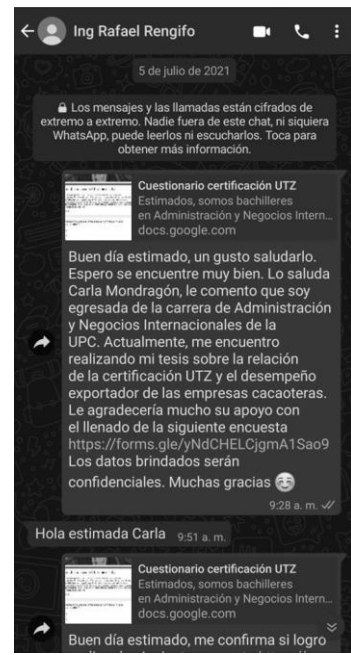 Ing Rafael Rengifo
5 de julio de 2021
Los mensajes y las llamadas están cifrados de
extremo a extremo. Nadie fuera de este chat, ni siquiera
WhatsApp, puede leerlos ni escucharlos. Toca para
obtener más información.
Cuestionario certificación UTZ
Estimados, somos bachilleres
en Administración y Negocios Intern...
docs.google.com
Buen día estimado, un gusto saludarlo.
Espero se encuentre muy bien. Lo saluda
Carla Mondragón, le comento que soy
egresada de la carrera de Administración
y Negocios Internacionales de la
UPC. Actualmente, me encuentro
realizando mi tesis sobre la relación
de la certificación UTZ y el desempeño
exportador de las empresas cacaoteras.
Le agradecería mucho su apoyo con
el llenado de la siguiente encuesta
https://forms.gle/yNdCHELCjgmA1Sao9
Los datos brindados serán
confidenciales. Muchas gracias
9:28 a. m.
Hola estimada Carla 9:51 a. m.
Cuestionario certificación UTZ
Estimados, somos bachilleres
en Administración y Negocios Intern...
docs.google.com
Buen día estimado, me confirma si logro